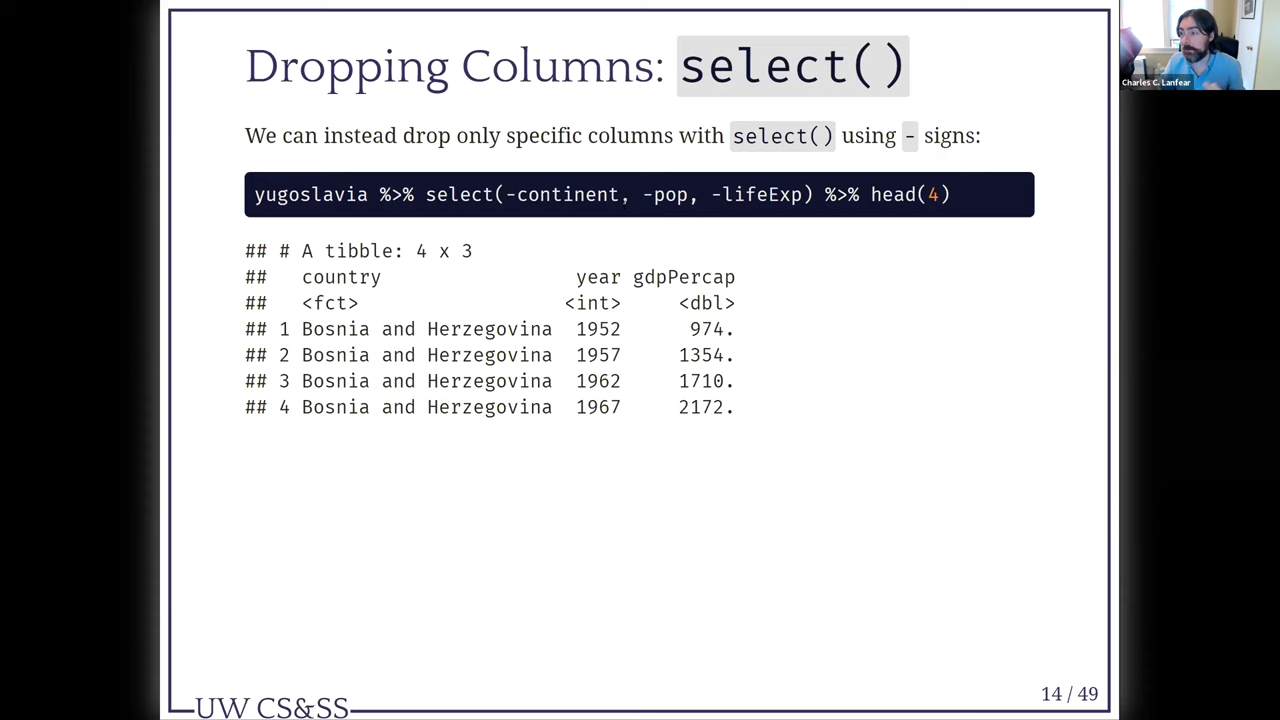 Dropping Columns: select()
Charles C. Lanfear
We can instead drop only specific columns with select() using - signs:
yugoslavia %>% select(-continent, -pop, -lifeExp) %>% head(4)
## # A tibble: 4 x 3
##   country                 year gdpPercap
##   <fct>                  <int>     <dbl>
## 1 Bosnia and Herzegovina  1952      974.
## 2 Bosnia and Herzegovina  1957     1354.
## 3 Bosnia and Herzegovina  1962     1710.
## 4 Bosnia and Herzegovina  1967     2172.
UW CS&SS
14 / 49